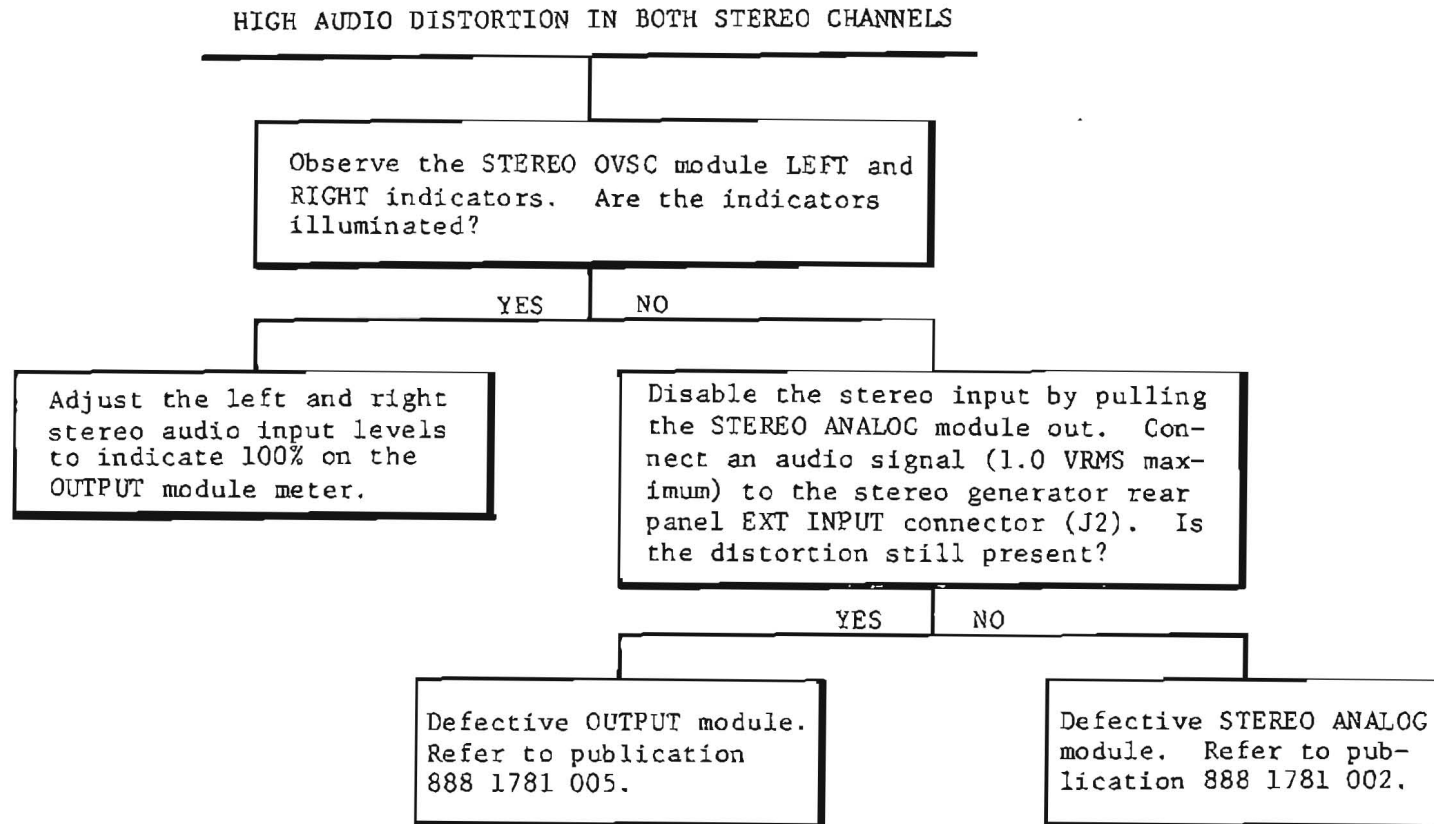 HIGH AUDIO DISTORTION IN BOTH STEREO CHANNELS
Observe the STEREO OVSC module LEFT and
RIGHT indicators. Are the indicators
illuminated?
YES NO
Adjust the left and right
stereo audio input levels
to indicate 100% on the
OUTPUT module meter.
Disable the stereo input by pulling
the STEREO ANALOG module out. Con-
nect an audio signal (1.0 VRMS max-
imum) to the stereo generator rear
panel EXT INPUT connector (J2). Is
the distortion still present?
YES NO
Defective OUTPUT module.
Refer to publication
888 1781 005.
Defective STEREO ANALOG
module. Refer to pub-
lication 888 1781 002.